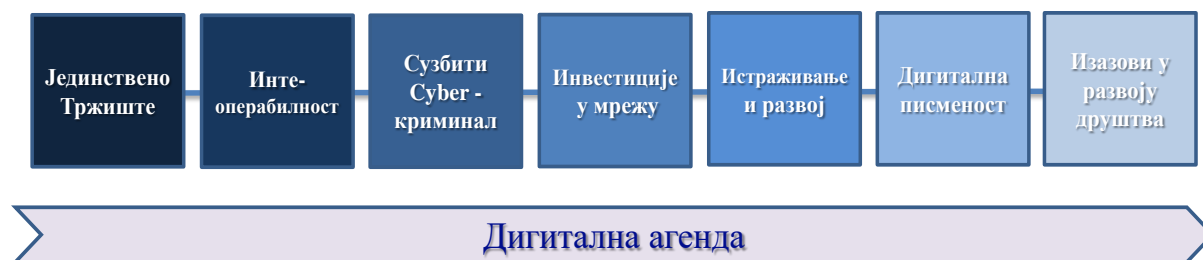 Јединствено
Тржиште
Инте-
операбилност
Сузбити
Cyber -
криминал
Инвестиције
у мрежу
Истраживање
и развој
Дигитална
писменост
Изазови у
развоју
друштва
Дигитална агенда